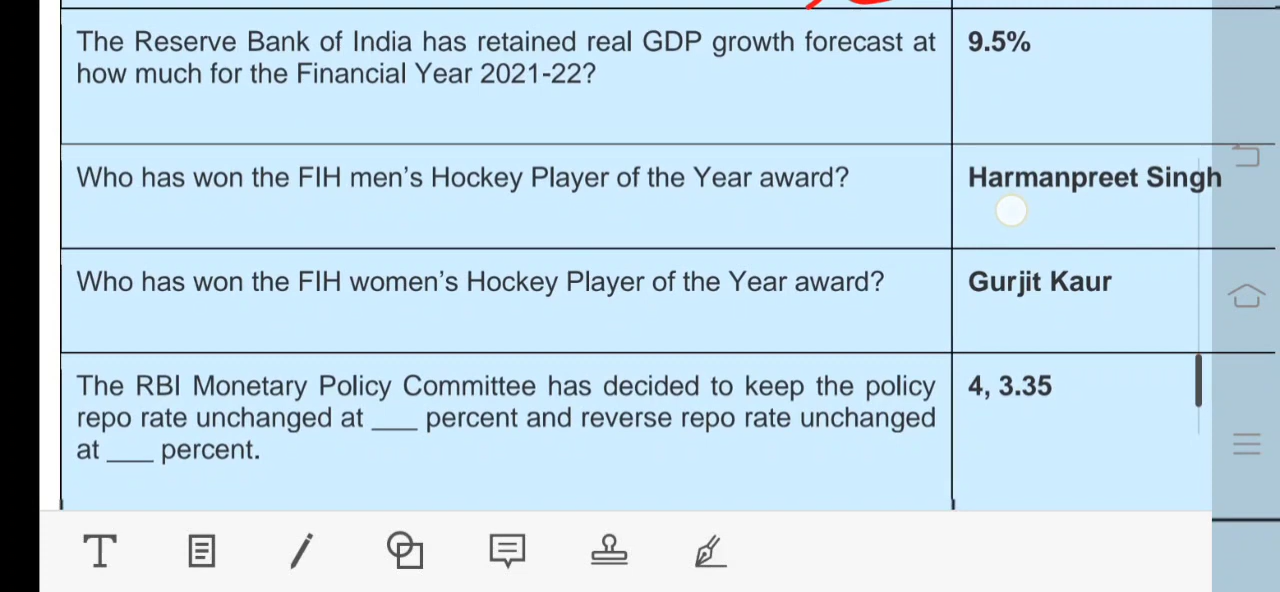 The Reserve Bank of India has retained real GDP growth forecast at 9.5%
how much for the Financial Year 2021-22?
Who has won the FIH men’s Hockey Player of the Year award? Harmanpreet Singh
Who has won the FIH women’s Hockey Player of the Year award? Gurjit Kaur
The RBI Monetary Policy Committee has decided to keep the policy 4, 3.35
repo rate unchanged at ___ percent and reverse repo rate unchanged
at ___ percent.
T